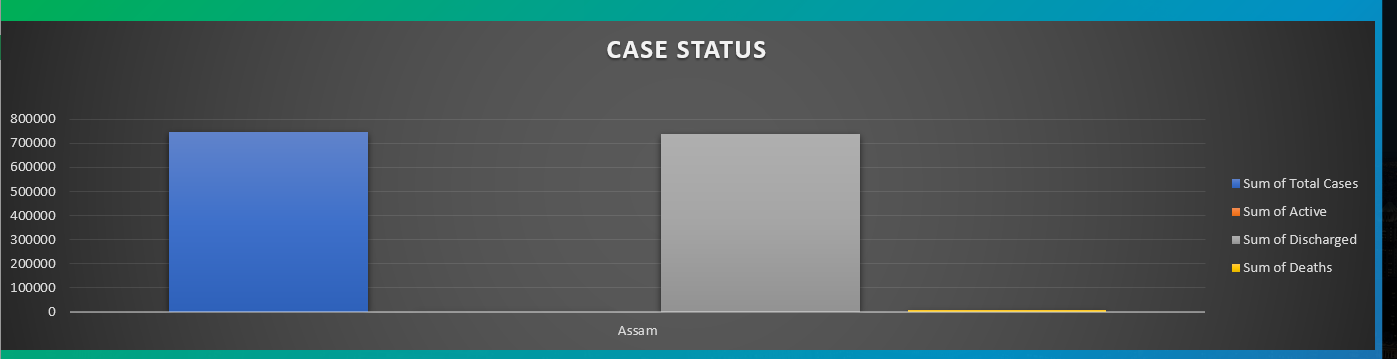 CASE STATUS
800000
700000
600000
500000
400000
300000
200000
100000
0
Assam
Sum of Total Cases
Sum of Active
Sum of Discharged
Sum of Deaths